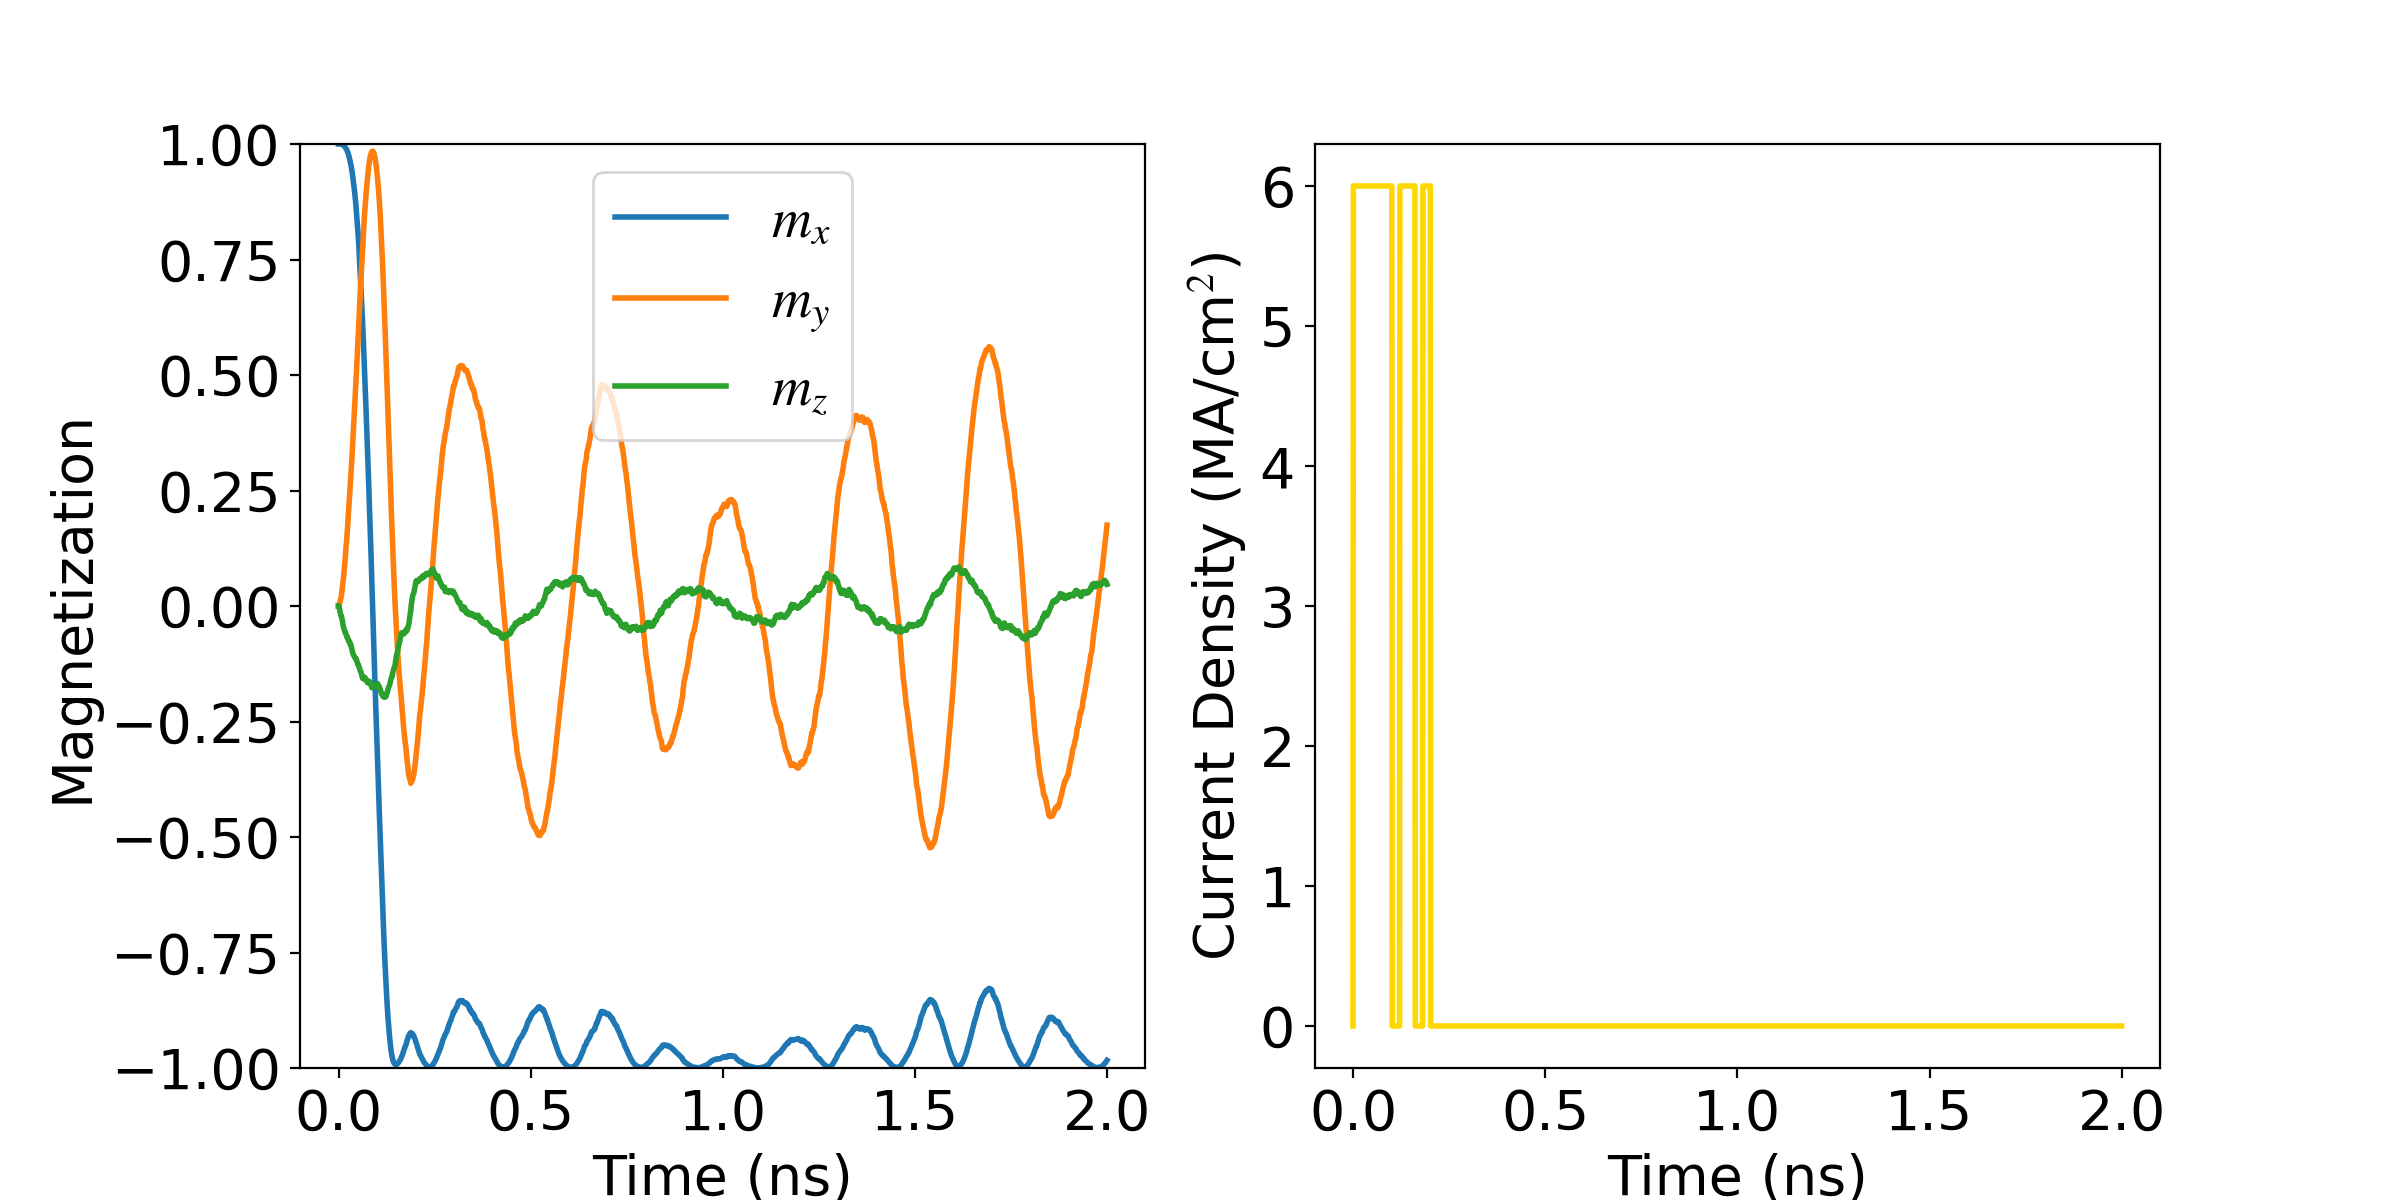 1.00
0.75
0.50
0.25
0.00
−0.25
−0.50
−0.75
−1.00
Magnetization
0.0 0.5 1.0 1.5 2.0
Time (ns)
m_x
m_y
m_z
6
5
4
3
2
1
0
Current Density (MA/cm²)
0.0 0.5 1.0 1.5 2.0
Time (ns)